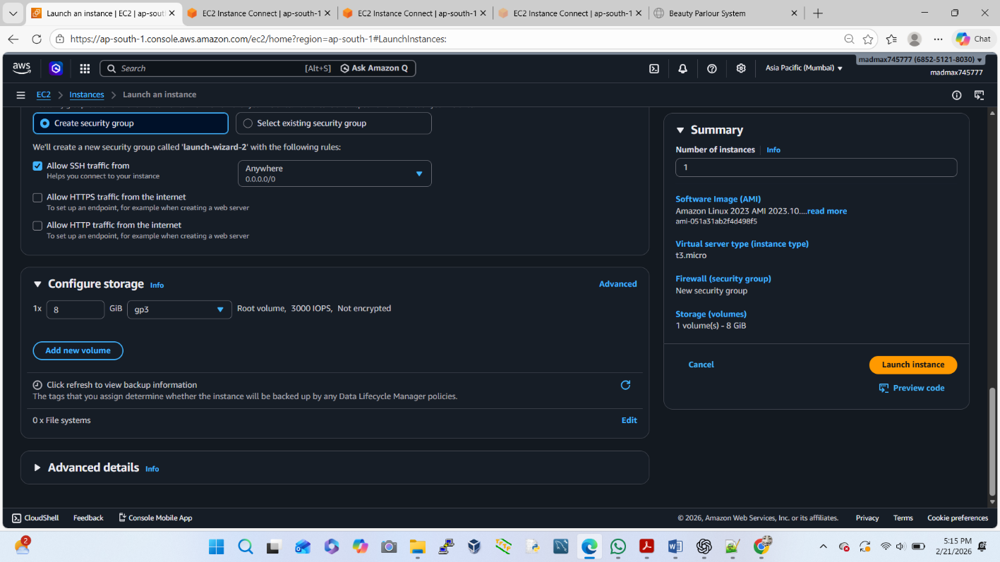 Launch an instance | EC2 | ap-sout
EC2 Instance Connect | ap-south-1
EC2 Instance Connect | ap-south-1
EC2 Instance Connect | ap-south-1
Beauty Parlour System
https://ap-south-1.console.aws.amazon.com/ec2/home?region=ap-south-1#LaunchInstances:
Chat
aws
Search
[Alt+S]
Ask Amazon Q
Asia Pacific (Mumbai)
madmax745777 (6852-5121-8030)
madmax745777
EC2
Instances
Launch an instance
Create security group
Select existing security group
We'll create a new security group called 'launch-wizard-2' with the following rules:
Allow SSH traffic from
Helps you connect to your instance
Anywhere
0.0.0.0/0
Allow HTTPS traffic from the internet
To set up an endpoint, for example when creating a web server
Allow HTTP traffic from the internet
To set up an endpoint, for example when creating a web server
Configure storage Info
Advanced
1x 8 GiB gp3 Root volume, 3000 IOPS, Not encrypted
Add new volume
Click refresh to view backup information
The tags that you assign determine whether the instance will be backed up by any Data Lifecycle Manager policies.
0 x File systems
Edit
Advanced details Info
Summary
Number of instances Info
1
Software Image (AMI)
Amazon Linux 2023 AMI 2023.10....read more
ami-051a31ab2f4d498f5
Virtual server type (instance type)
t3.micro
Firewall (security group)
New security group
Storage (volumes)
1 volume(s) - 8 GiB
Cancel
Launch instance
Preview code
CloudShell
Feedback
Console Mobile App
© 2026, Amazon Web Services, Inc. or its affiliates.
Privacy
Terms
Cookie preferences
2
5:15 PM
2/21/2026